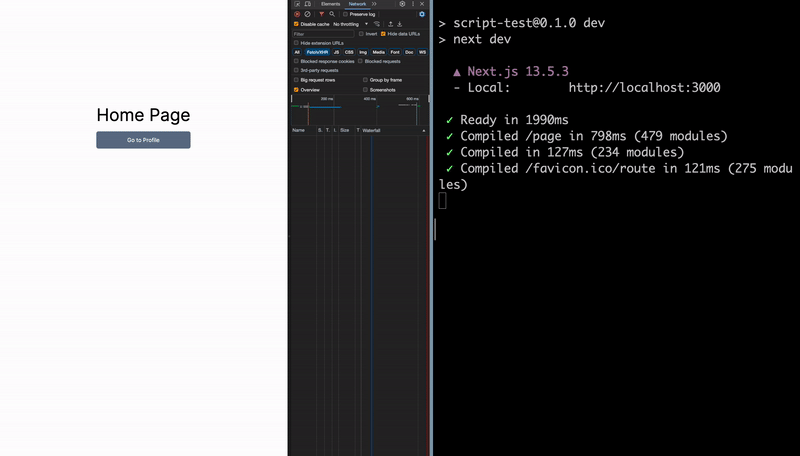 Home Page
Go to Profile
Elements
Network
Preserve log
Disable cache
No throttling
Filter
Invert
Hide data URLs
Hide extension URLs
All
Fetch/XHR
JS
CSS
Img
Media
Font
Doc
WS
Blocked response cookies
Blocked requests
3rd-party requests
Big request rows
Group by frame
Overview
Screenshots
200 ms
400 ms
600 ms
Name
S.
T.
I.
Size
T
Waterfall
> script-test@0.1.0 dev
> next dev
▲ Next.js 13.5.3
- Local: http://localhost:3000
✓ Ready in 1990ms
✓ Compiled /page in 798ms (479 modules)
✓ Compiled in 127ms (234 modules)
✓ Compiled /favicon.ico/route in 121ms (275 modu
les)